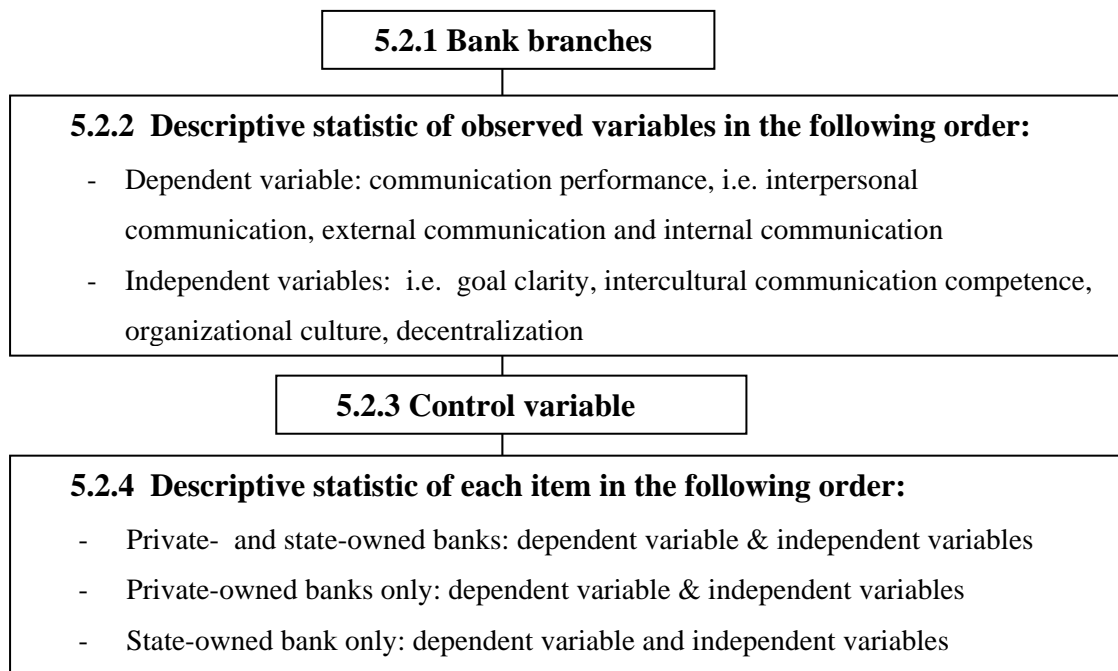 5.2.1 Bank branches
5.2.2 Descriptive statistic of observed variables in the following order:
- Dependent variable: communication performance, i.e. interpersonal
communication, external communication and internal communication
- Independent variables: i.e. goal clarity, intercultural communication competence,
organizational culture, decentralization
5.2.3 Control variable
5.2.4 Descriptive statistic of each item in the following order:
- Private- and state-owned banks: dependent variable & independent variables
- Private-owned banks only: dependent variable & independent variables
- State-owned bank only: dependent variable and independent variables